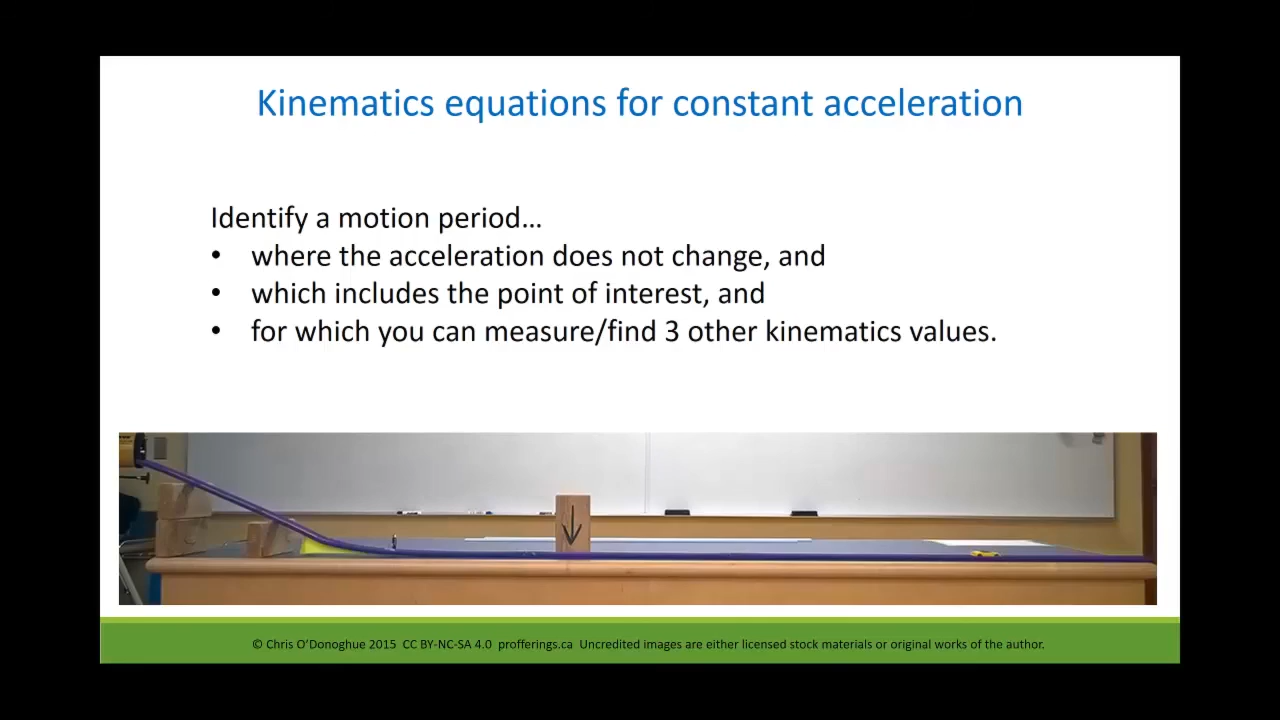 Kinematics equations for constant acceleration
Identify a motion period…
• where the acceleration does not change, and
• which includes the point of interest, and
• for which you can measure/find 3 other kinematics values.
© Chris O’Donoghue 2015  CC BY-NC-SA 4.0  profferings.ca  Uncredited images are either licensed stock materials or original works of the author.